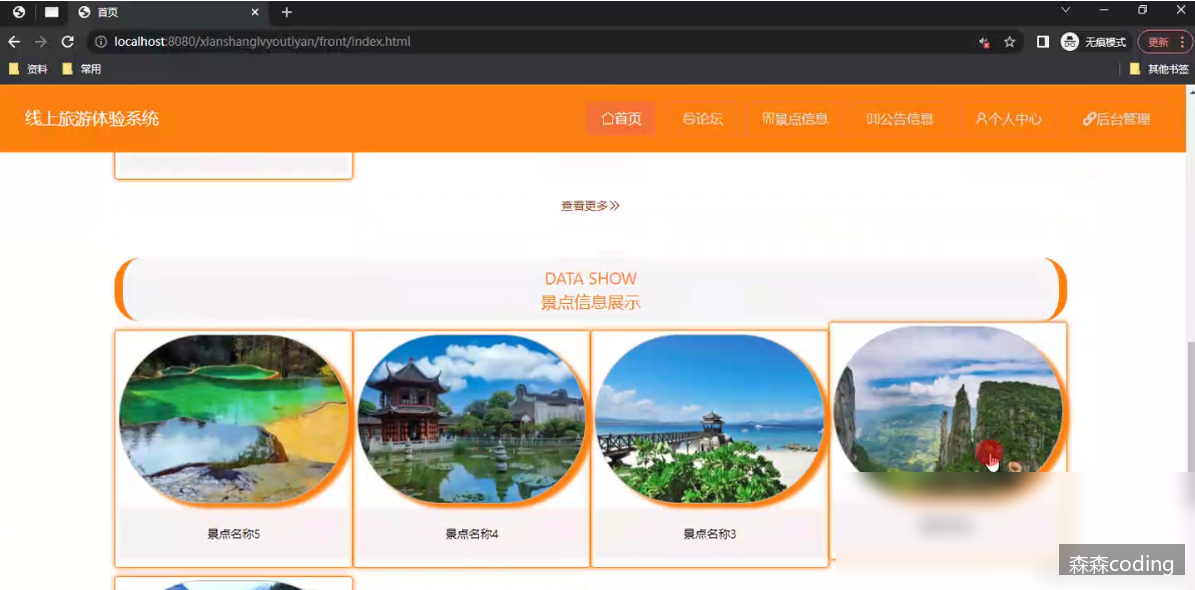 首页
localhost:8080/xianshanglvyoutiyan/front/index.html
无痕模式
更新
资料
常用
其他书签
线上旅游体验系统
首页
论坛
景点信息
公告信息
个人中心
后台管理
查看更多
DATA SHOW
景点信息展示
景点名称5
景点名称4
景点名称3
森森coding